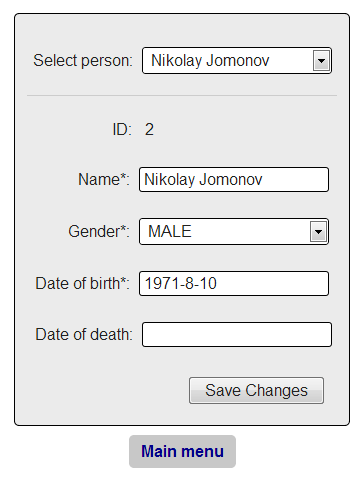 Select person: Nikolay Jomonov
ID: 2
Name*: Nikolay Jomonov
Gender*: MALE
Date of birth*: 1971-8-10
Date of death:
Save Changes
Main menu